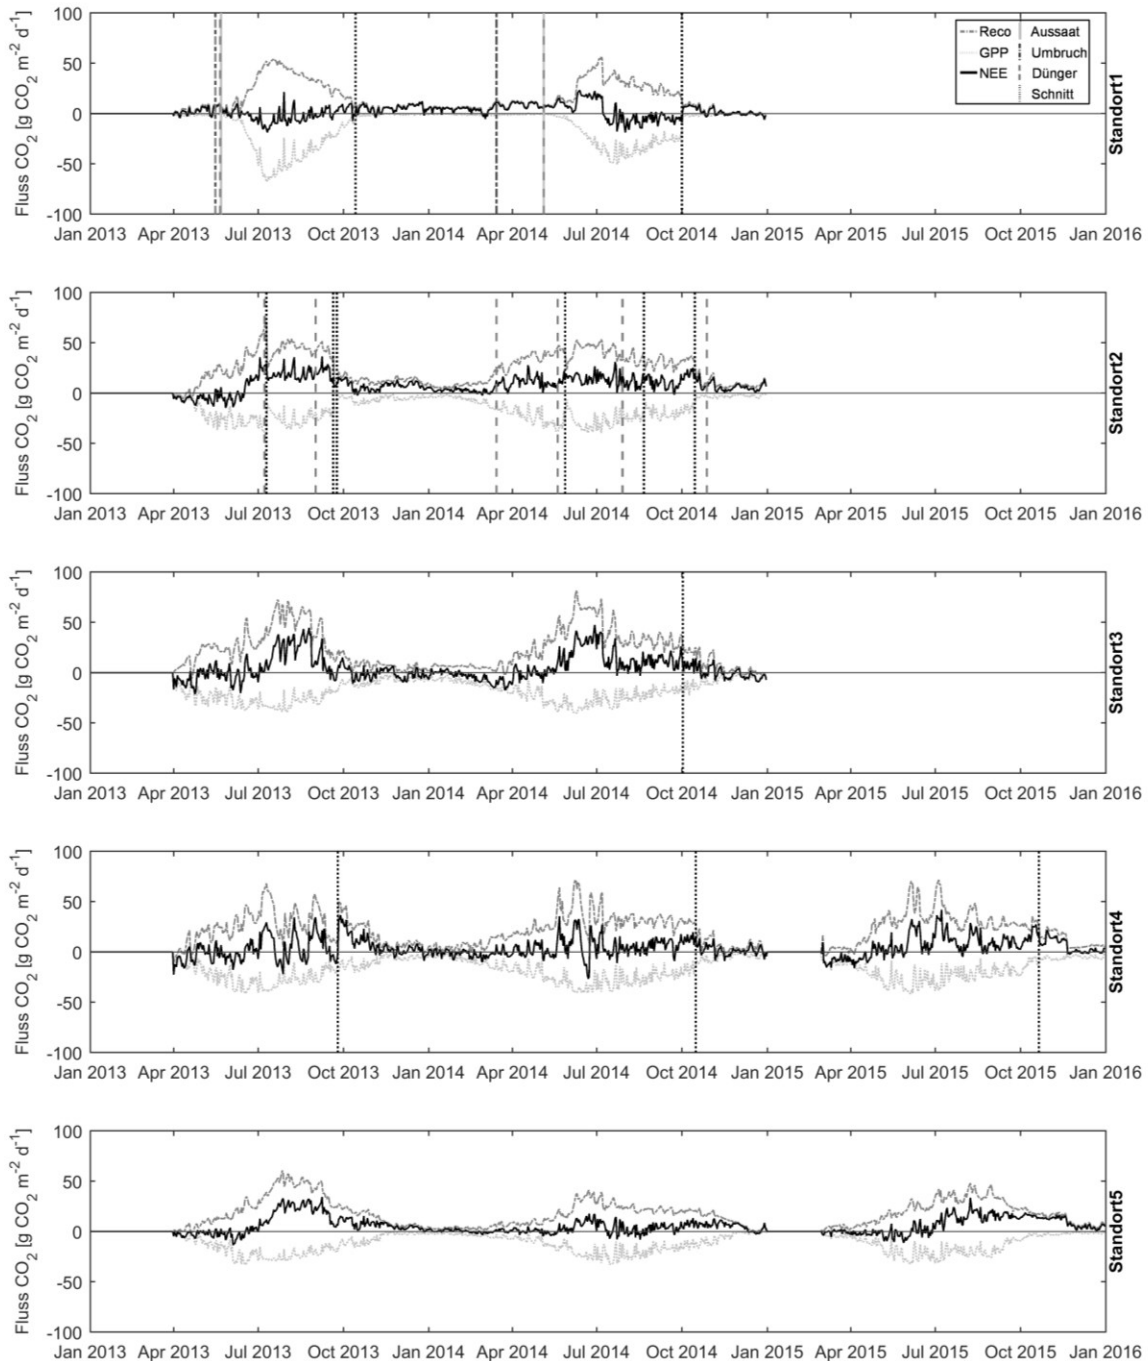 100
50
0
-50
-100
Fluss CO2 [g CO2 m-2 d-1]
Reco Aussaat
GPP Umbruch
NEE Dünger
Schnitt
Standort1
Jan 2013 Apr 2013 Jul 2013 Oct 2013 Jan 2014 Apr 2014 Jul 2014 Oct 2014 Jan 2015 Apr 2015 Jul 2015 Oct 2015 Jan 2016
100
50
0
-50
-100
Fluss CO2 [g CO2 m-2 d-1]
Standort2
Jan 2013 Apr 2013 Jul 2013 Oct 2013 Jan 2014 Apr 2014 Jul 2014 Oct 2014 Jan 2015 Apr 2015 Jul 2015 Oct 2015 Jan 2016
100
50
0
-50
-100
Fluss CO2 [g CO2 m-2 d-1]
Standort3
Jan 2013 Apr 2013 Jul 2013 Oct 2013 Jan 2014 Apr 2014 Jul 2014 Oct 2014 Jan 2015 Apr 2015 Jul 2015 Oct 2015 Jan 2016
100
50
0
-50
-100
Fluss CO2 [g CO2 m-2 d-1]
Standort4
Jan 2013 Apr 2013 Jul 2013 Oct 2013 Jan 2014 Apr 2014 Jul 2014 Oct 2014 Jan 2015 Apr 2015 Jul 2015 Oct 2015 Jan 2016
100
50
0
-50
-100
Fluss CO2 [g CO2 m-2 d-1]
Standort5
Jan 2013 Apr 2013 Jul 2013 Oct 2013 Jan 2014 Apr 2014 Jul 2014 Oct 2014 Jan 2015 Apr 2015 Jul 2015 Oct 2015 Jan 2016